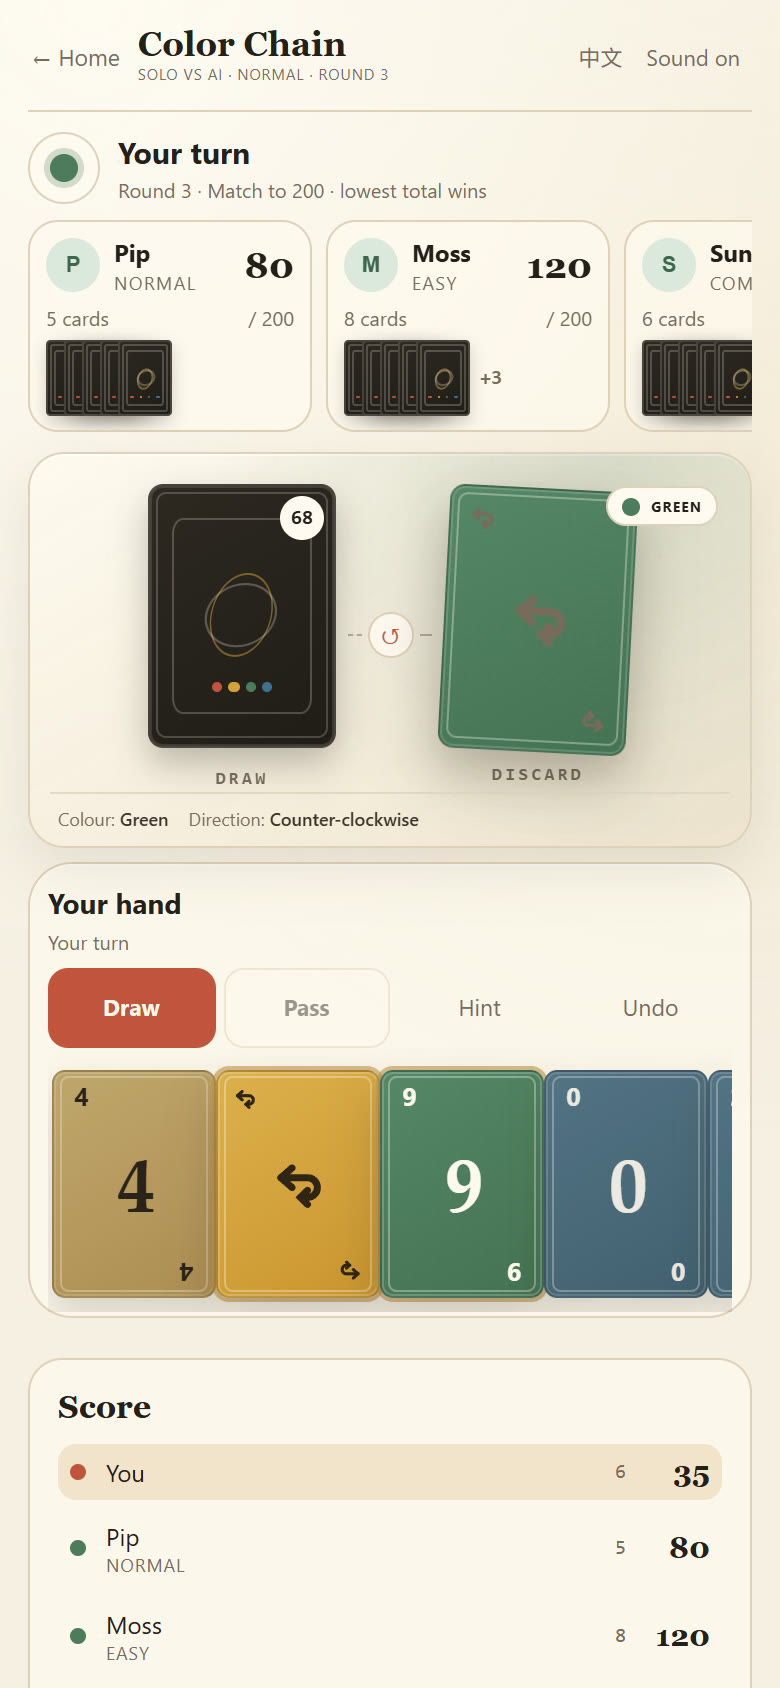 ← Home
Color Chain
SOLO VS AI · NORMAL · ROUND 3
中文
Sound on
Your turn
Round 3 · Match to 200 · lowest total wins
P
Pip
NORMAL
80
5 cards
/ 200
M
Moss
EASY
120
8 cards
/ 200
+3
S
Sun
COM
6 cards
68
GREEN
DRAW
DISCARD
Colour: Green
Direction: Counter-clockwise
Your hand
Your turn
Draw
Pass
Hint
Undo
4
4
4
9
9
9
0
0
0
Score
You
6
35
Pip
NORMAL
5
80
Moss
EASY
8
120